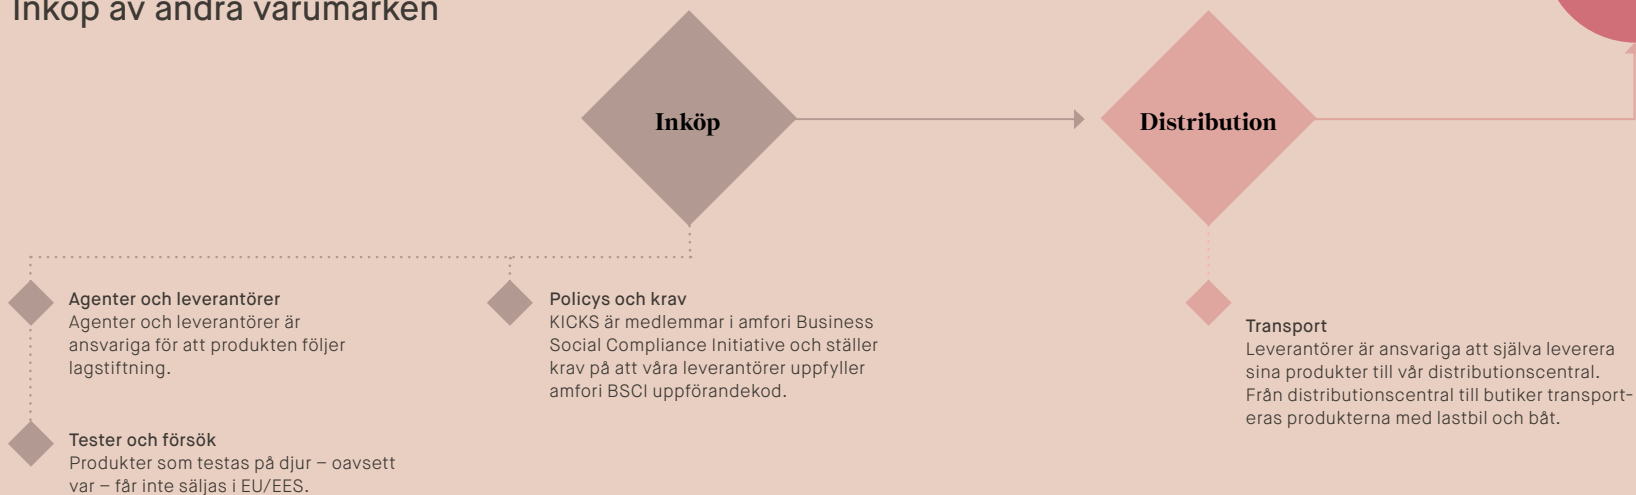 Inköp av andra varumärken
Inköp
Distribution
Agenter och leverantörer
Agenter och leverantörer är
ansvariga för att produkten följer
lagstiftning.
Policys och krav
KICKS är medlemmar i amfori Business
Social Compliance Initiative och ställer
krav på att våra leverantörer uppfyller
amfori BSCI uppförandekod.
Transport
Leverantörer är ansvariga att själva leverera
sina produkter till vår distributionscentral.
Från distributionscentral till butiker transport-
eras produkterna med lastbil och båt.
Tester och försök
Produkter som testas på djur – oavsett
var – får inte säljas i EU/EES.